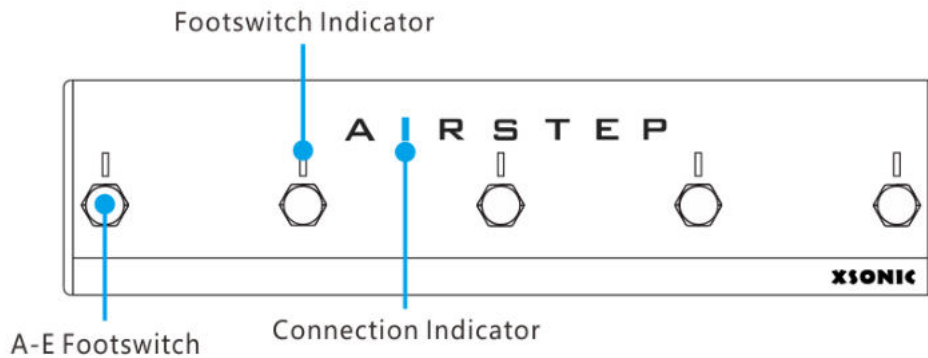 Footswitch Indicator
AIRSTEP
XSONIC
Connection Indicator
A-E Footswitch